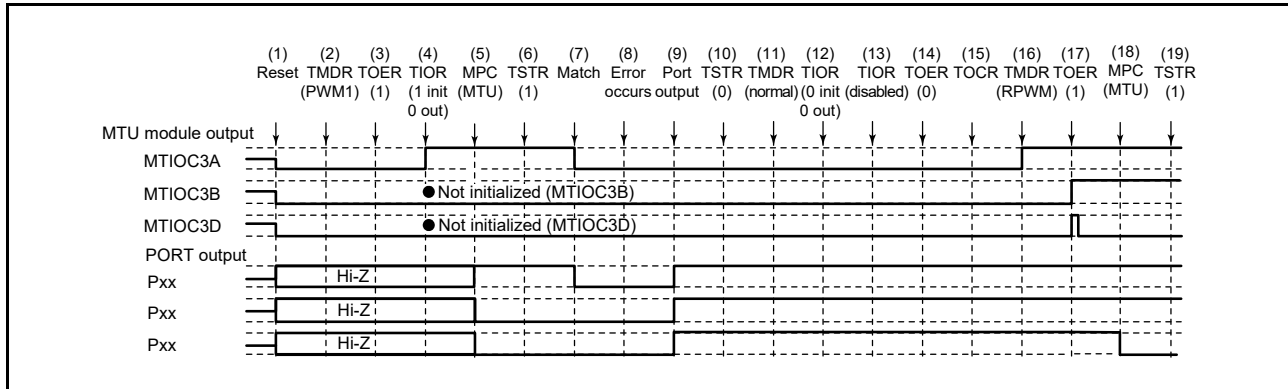 (1) (2) (3) (4) (5) (6) (7) (8) (9) (10) (11) (12) (13) (14) (15) (16) (17) (18) (19)
Reset TMDR TOER TIOR MPC TSTR Match Error Port TSTR TMDR TIOR TIOR TOER TOCR TMDR TOER MPC TSTR
(PWM1) (1) (1 init (MTU) (1) occurs output (0) (normal) (0 init (disabled) (0) (RPWM) (1) (MTU) (1)
0 out) 0 out)
MTU module output
MTIOC3A
MTIOC3B ●Not initialized (MTIOC3B)
MTIOC3D ●Not initialized (MTIOC3D)
PORT output
Pxx Hi-Z
Pxx Hi-Z
Pxx Hi-Z